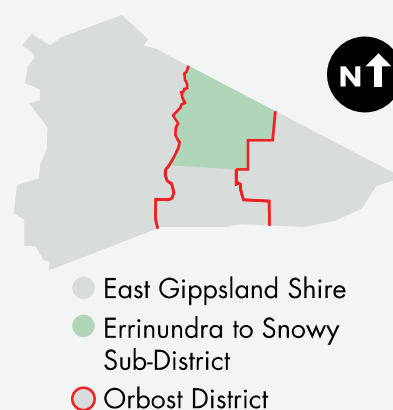 N
East Gippsland Shire
Errinundra to Snowy
Sub-District
Orbost District